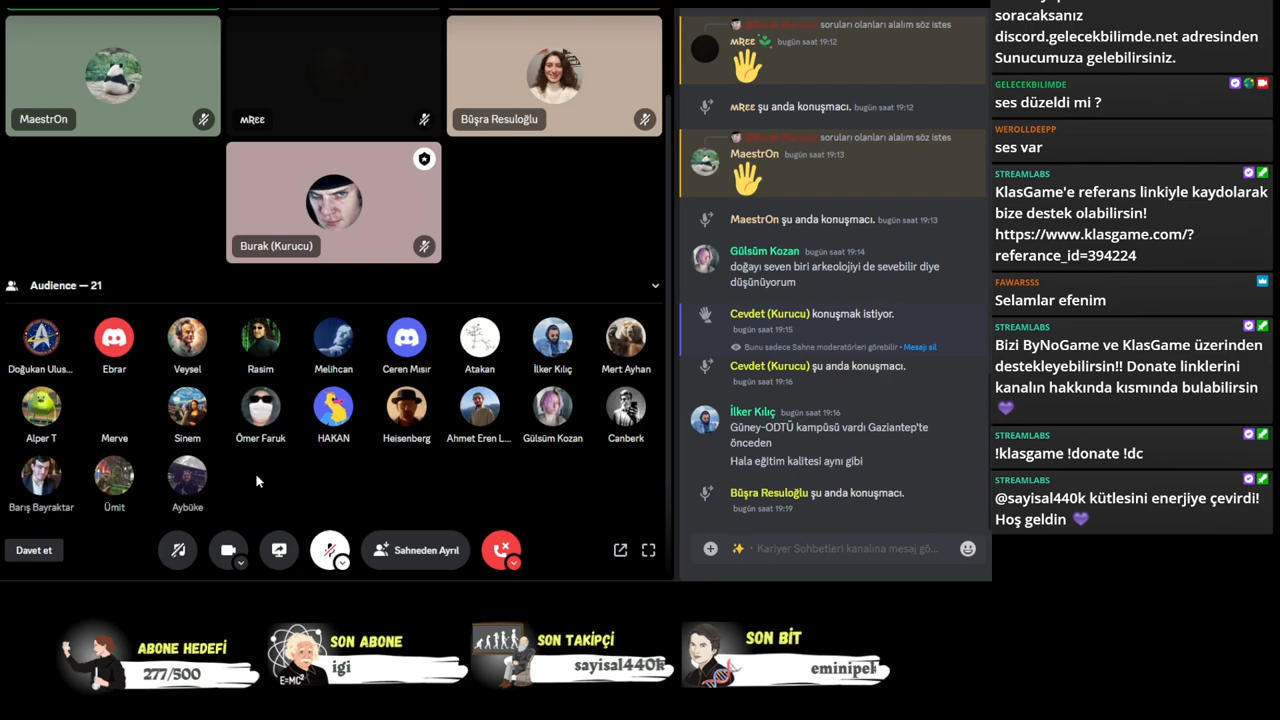 MaestrOn
ᴍʀᴇᴇ
Büşra Resuloğlu
Burak (Kurucu)
Audience — 21
Doğukan Ulus...
Ebrar
Veysel
Rasim
Melihcan
Ceren Mısır
Atakan
İlker Kılıç
Mert Ayhan
Alper T
Merve
Sinem
Ömer Faruk
HAKAN
Heisenberg
Ahmet Eren L...
Gülsüm Kozan
Canberk
Barış Bayraktar
Ümit
Aybüke
Davet et
Sahneden Ayrıl
soruları olanları alalım söz istes
ᴍʀᴇᴇ bugün saat 19:12
ᴍʀᴇᴇ şu anda konuşmacı. bugün saat 19:12
soruları olanları alalım söz istes
MaestrOn bugün saat 19:13
MaestrOn şu anda konuşmacı. bugün saat 19:13
Gülsüm Kozan bugün saat 19:14
doğayı seven biri arkeolojiyi de sevebilir diye
düşünüyorum
Cevdet (Kurucu) konuşmak istiyor.
bugün saat 19:15
Bunu sadece Sahne moderatörleri görebilir • Mesajı sil
Cevdet (Kurucu) şu anda konuşmacı.
bugün saat 19:16
İlker Kılıç bugün saat 19:16
Güney-ODTÜ kampüsü vardı Gaziantep'te
önceden
Hala eğitim kalitesi aynı gibi
Büşra Resuloğlu şu anda konuşmacı.
bugün saat 19:19
Kariyer Sohbetleri kanalına mesaj gö...
soracaksanız
discord.gelecekbilimde.net adresinden
Sunucumuza gelebilirsiniz.
GELECEKBILIMDE
ses düzeldi mi ?
WEROLLDEEPP
ses var
STREAMLABS
KlasGame'e referans linkiyle kaydolarak
bize destek olabilirsin!
https://www.klasgame.com/?
referance_id=394224
FAWARSSS
Selamlar efenim
STREAMLABS
Bizi ByNoGame ve KlasGame üzerinden
destekleyebilirsin!! Donate linklerini
kanalın hakkında kısmında bulabilirsin
STREAMLABS
!klasgame !donate !dc
STREAMLABS
@sayisal440k kütlesini enerjiye çevirdi!
Hoş geldin
ABONE HEDEFİ
277/500
E=MC²
SON ABONE
igi
SON TAKİPÇİ
sayisal440k
SON BİT
eminipek